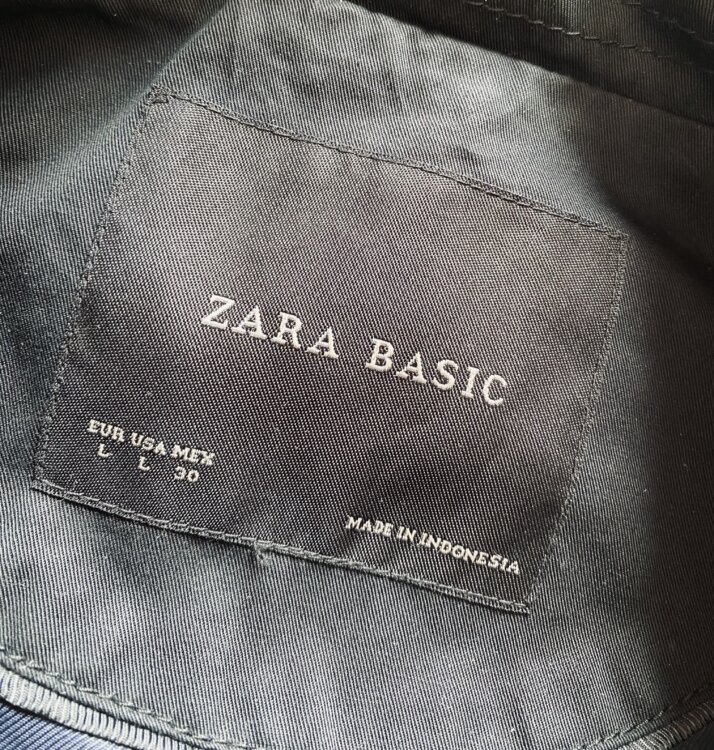 ZARA BASIC
EUR USA MEX
L L 30
MADE IN INDONESIA